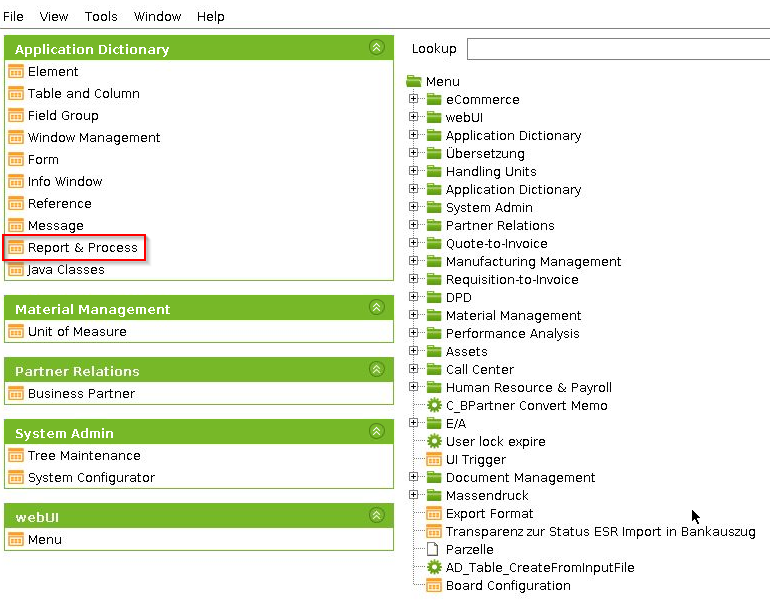 File View Tools Window Help
Application Dictionary
Element
Table and Column
Field Group
Window Management
Form
Info Window
Reference
Message
Report & Process
Java Classes
Material Management
Unit of Measure
Partner Relations
Business Partner
System Admin
Tree Maintenance
System Configurator
webUI
Menu
Lookup
Menu
eCommerce
webUI
Application Dictionary
Übersetzung
Handling Units
Application Dictionary
System Admin
Partner Relations
Quote-to-Invoice
Manufacturing Management
Requisition-to-Invoice
DPD
Material Management
Performance Analysis
Assets
Call Center
Human Resource & Payroll
C_BPartner Convert Memo
E/A
User lock expire
UI Trigger
Document Management
Massendruck
Export Format
Transparenz zur Status ESR Import in Bankauszug
Parzelle
AD_Table_CreateFromInputFile
Board Configuration